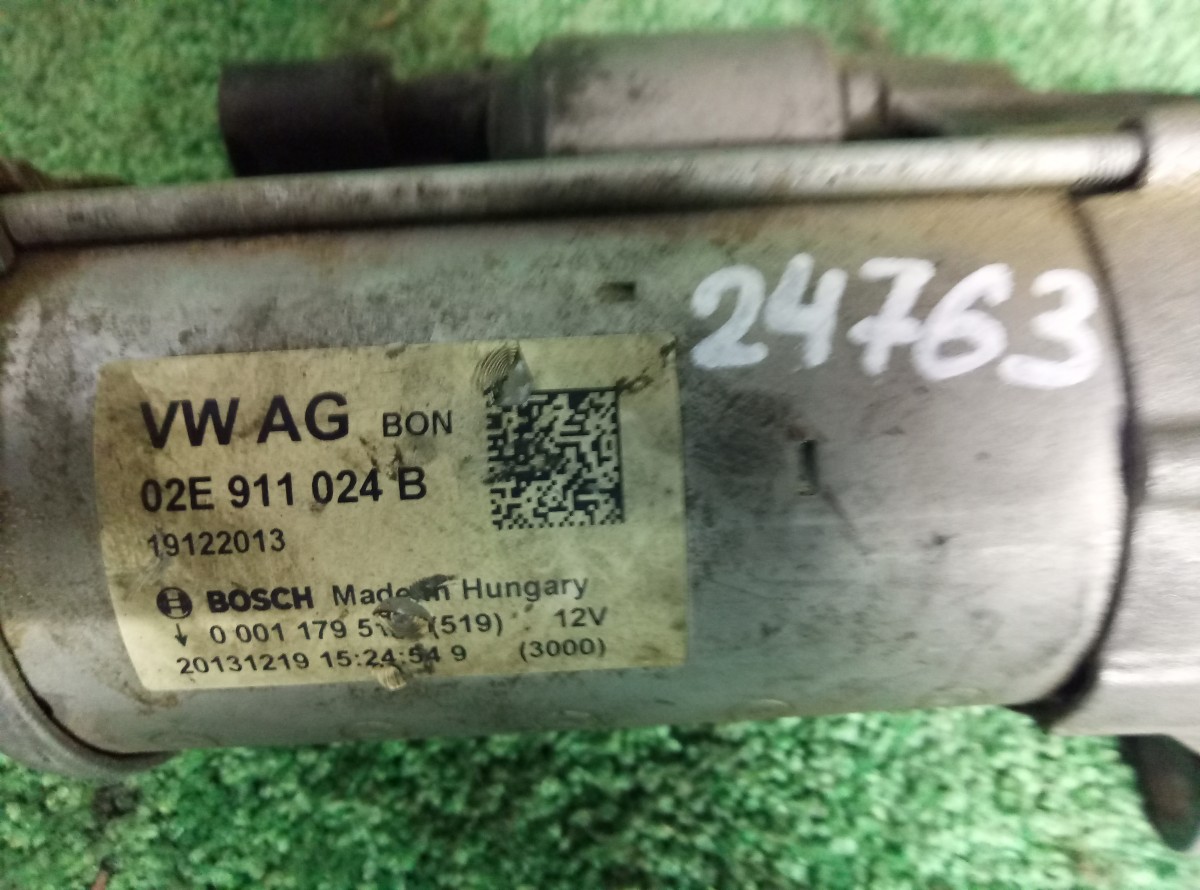 24763
VW AG BON
02E 911 024 B
19122013
BOSCH Made in Hungary
0 001 179 (519) 12V
20131219 15:24:54 9 (3000)